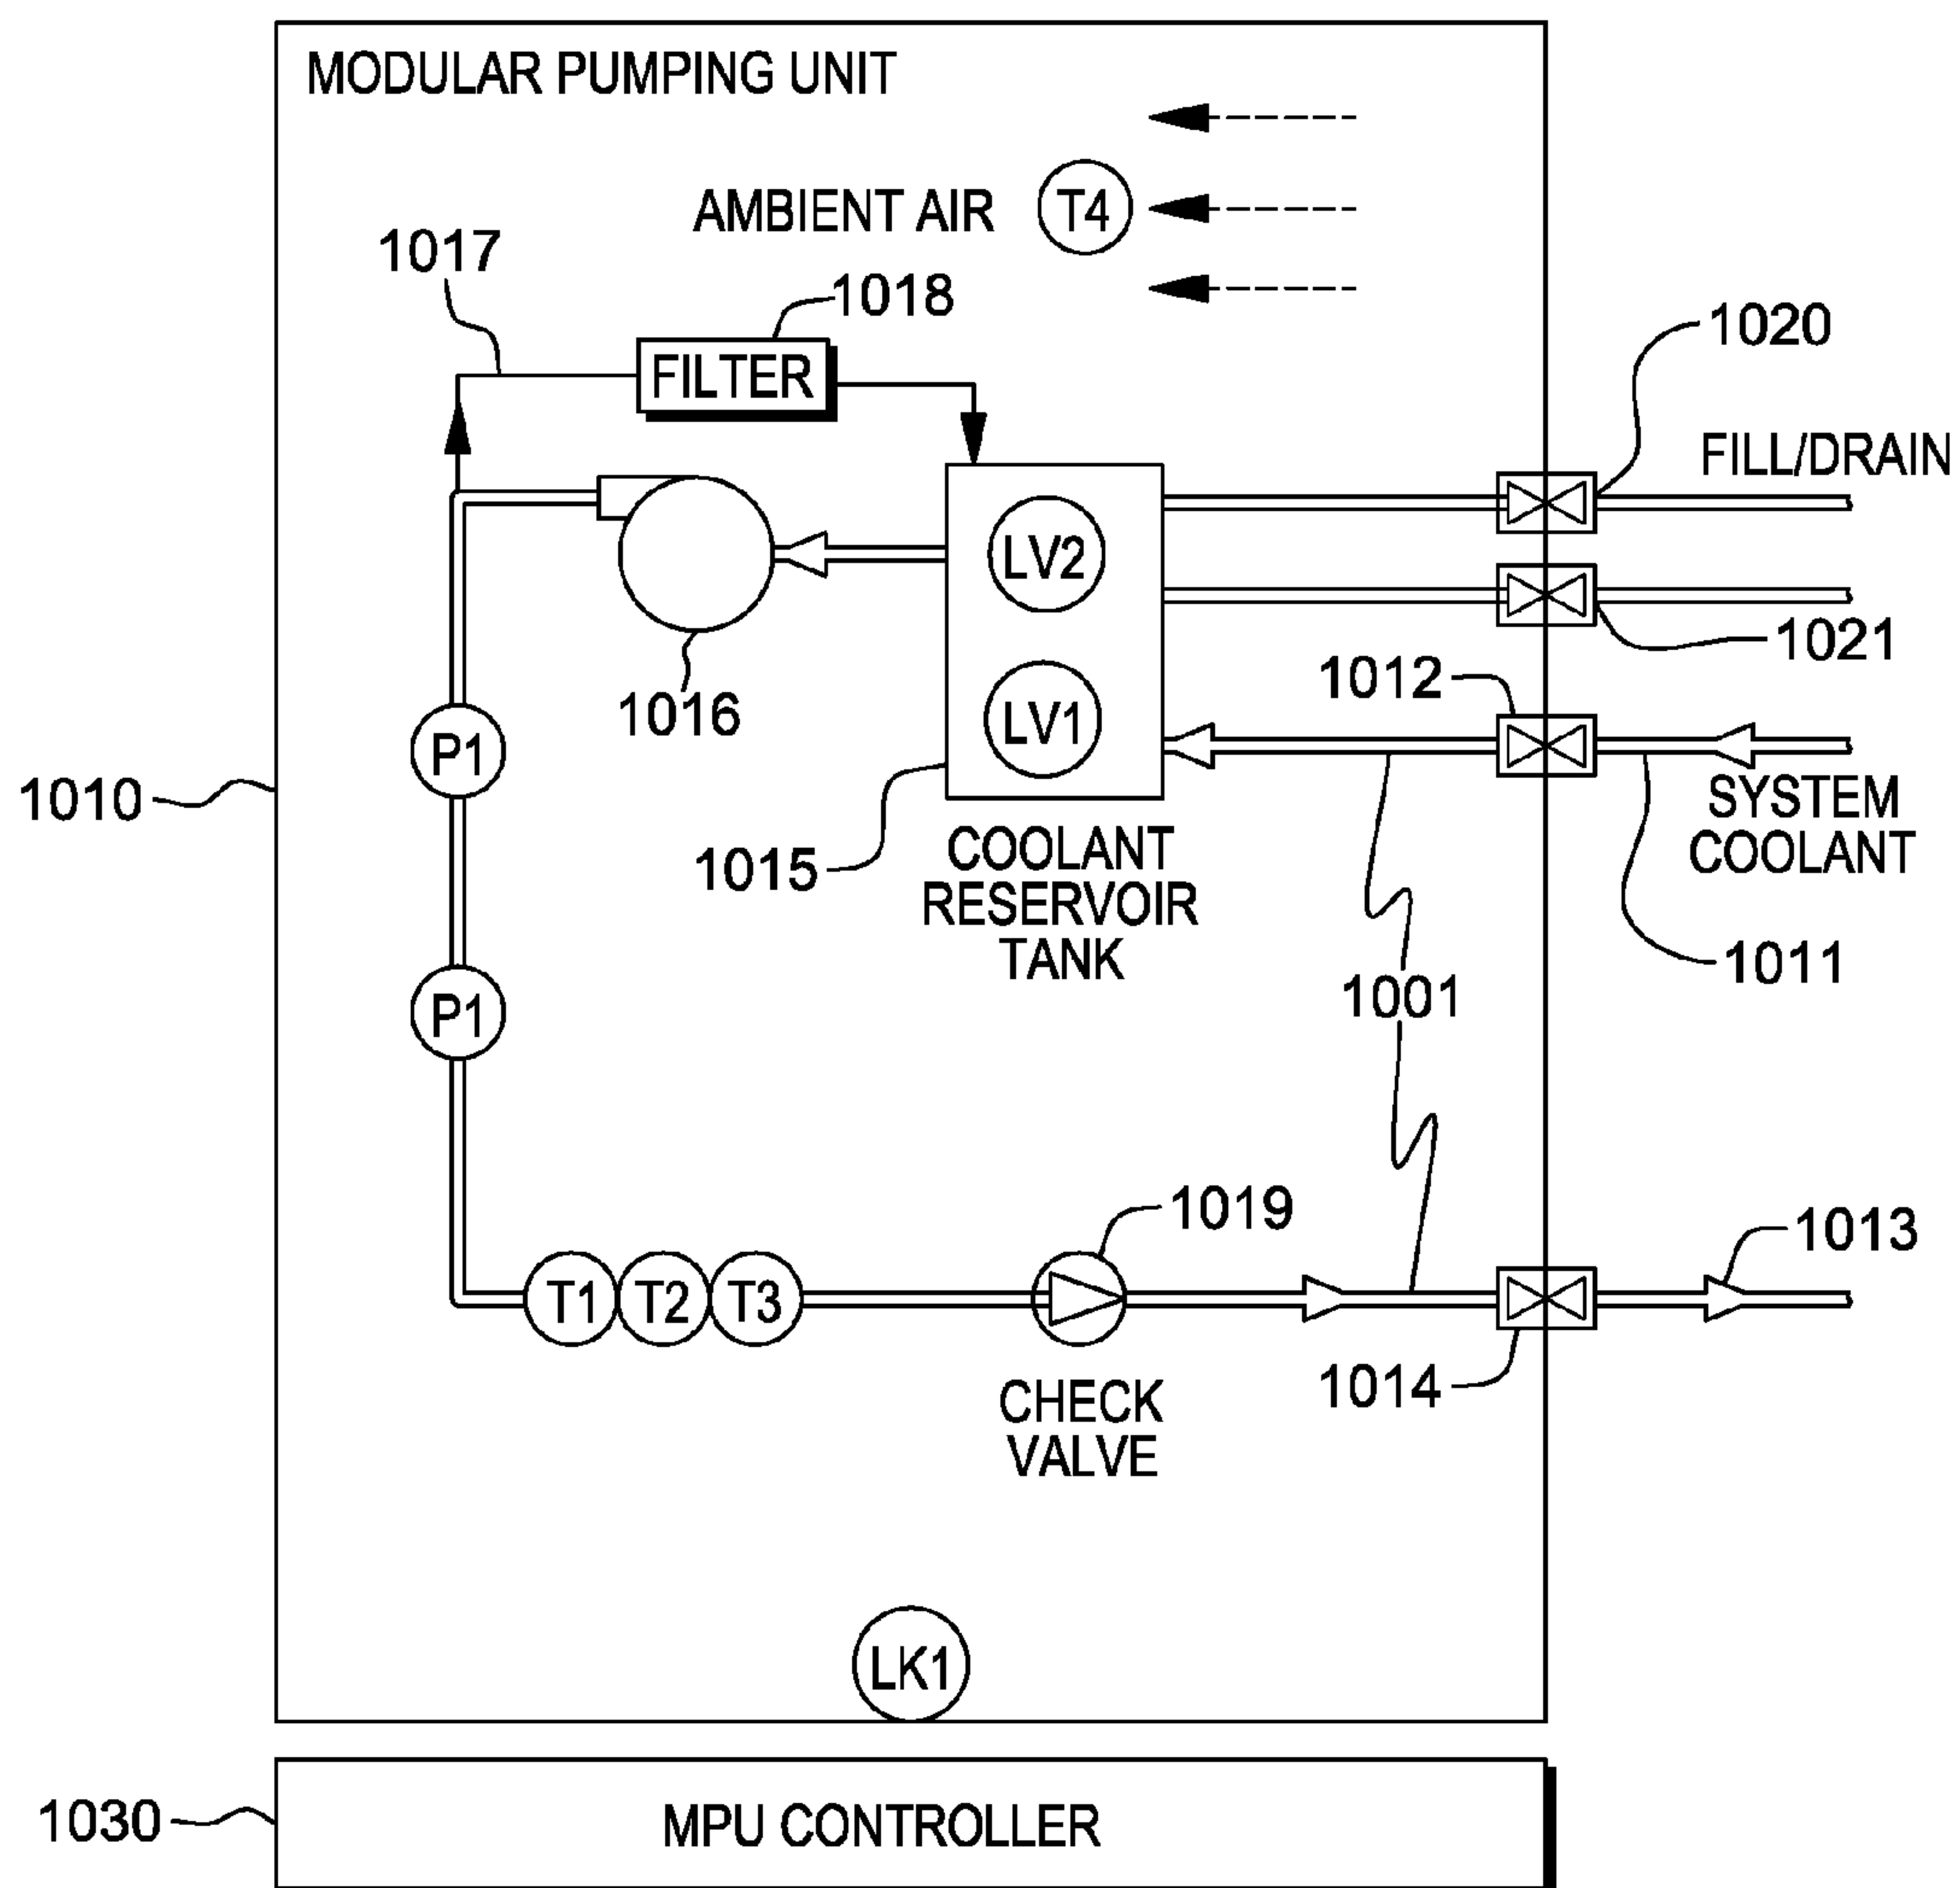 MODULAR PUMPING UNIT
AMBIENT AIR
T4
1017
1018
FILTER
1020
FILL/DRAIN
LV2
1021
1012
1016
LV1
P1
1010
SYSTEM
COOLANT
1015
COOLANT
RESERVOIR
TANK
1011
1001
P1
1019
1013
T1
T2
T3
1014
CHECK
VALVE
LK1
1030
MPU CONTROLLER